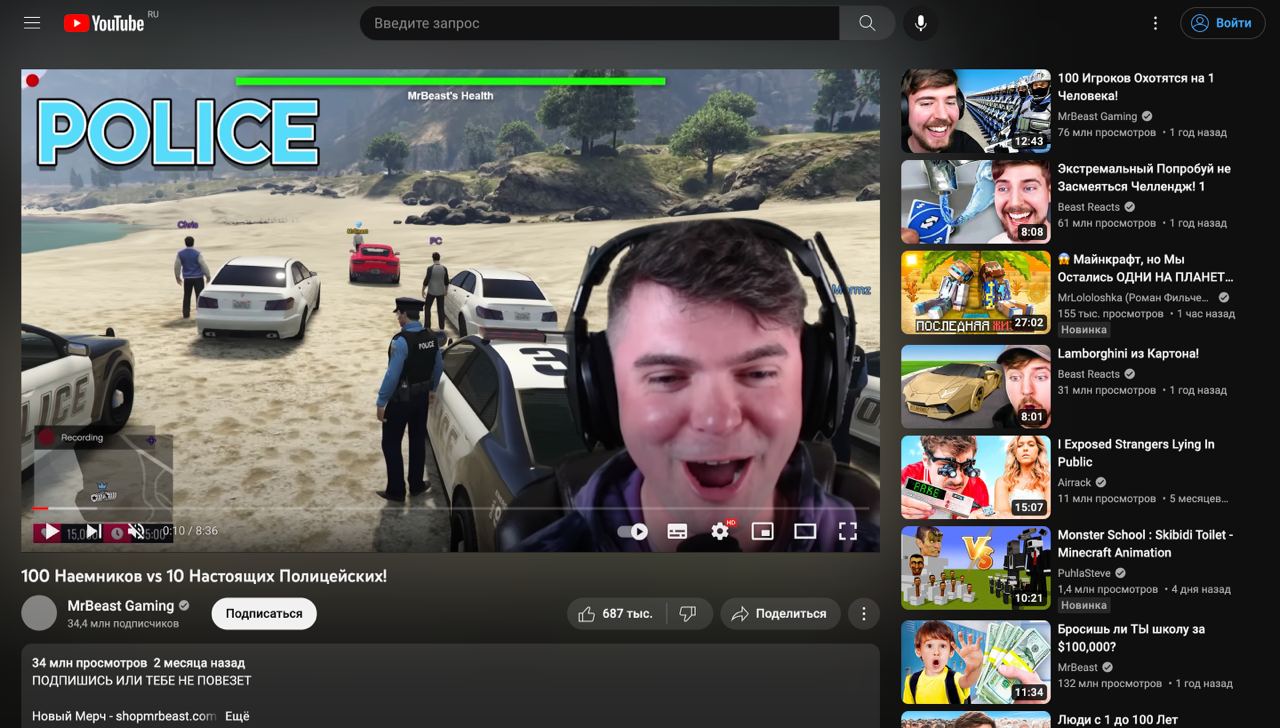 YouTube RU
Введите запрос
Войти
MrBeast's Health
POLICE
Chris
PC
POLICE
3
Recording
0:10 / 8:36
HD
100 Наемников vs 10 Настоящих Полицейских!
MrBeast Gaming
34,4 млн подписчиков
Подписаться
687 тыс.
Поделиться
34 млн просмотров 2 месяца назад
ПОДПИШИСЬ ИЛИ ТЕБЕ НЕ ПОВЕЗЕТ
Новый Мерч - shopmrbeast.com Ещё
12:43
100 Игроков Охотятся на 1
Человека!
MrBeast Gaming
76 млн просмотров • 1 год назад
8:08
Экстремальный Попробуй не
Засмеяться Челлендж! 1
Beast Reacts
61 млн просмотров • 1 год назад
ПОСЛЕДНАЯ
27:02
😱 Майнкрафт, но Мы
Остались ОДНИ НА ПЛАНЕТ...
MrLololoshka (Роман Фильче...
155 тыс. просмотров • 1 час назад
Новинка
8:01
Lamborghini из Картона!
Beast Reacts
31 млн просмотров • 1 год назад
FAKE
15:07
I Exposed Strangers Lying In
Public
Airrack
11 млн просмотров • 5 месяцев...
VS
10:21
Monster School : Skibidi Toilet -
Minecraft Animation
PuhlaSteve
1,4 млн просмотров • 4 дня назад
Новинка
11:34
Бросишь ли ТЫ школу за
$100,000?
MrBeast
132 млн просмотров • 1 год назад
Люди с 1 до 100 Лет